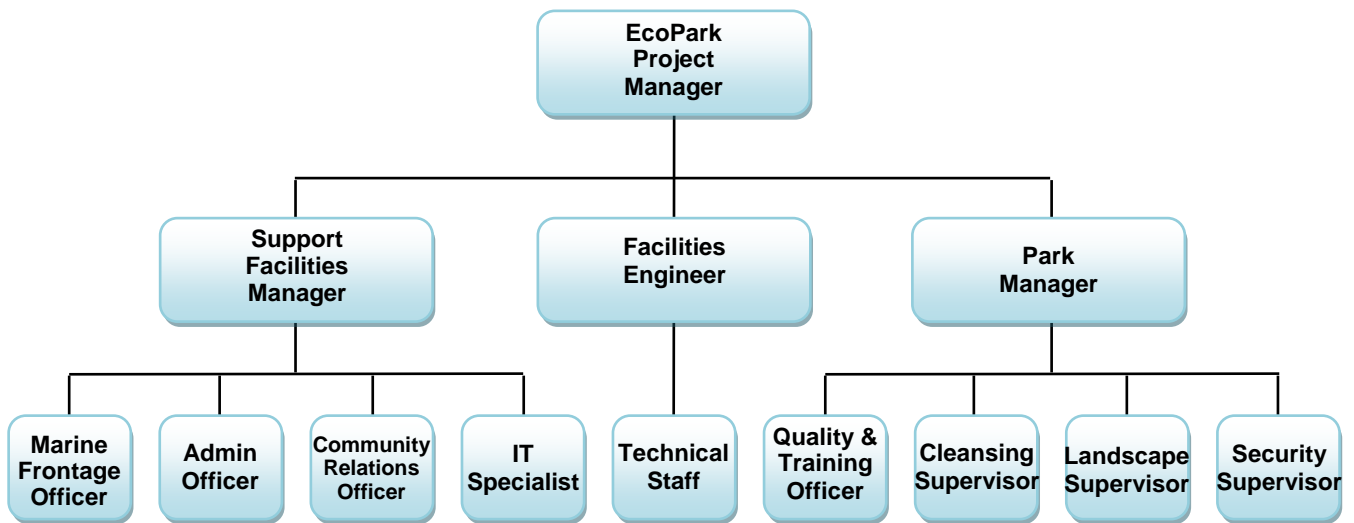 EcoPark
Project
Manager
Support
Facilities
Manager
Facilities
Engineer
Park
Manager
Marine
Frontage
Officer
Admin
Officer
Community
Relations
Officer
IT
Specialist
Technical
Staff
Quality &
Training
Officer
Cleansing
Supervisor
Landscape
Supervisor
Security
Supervisor